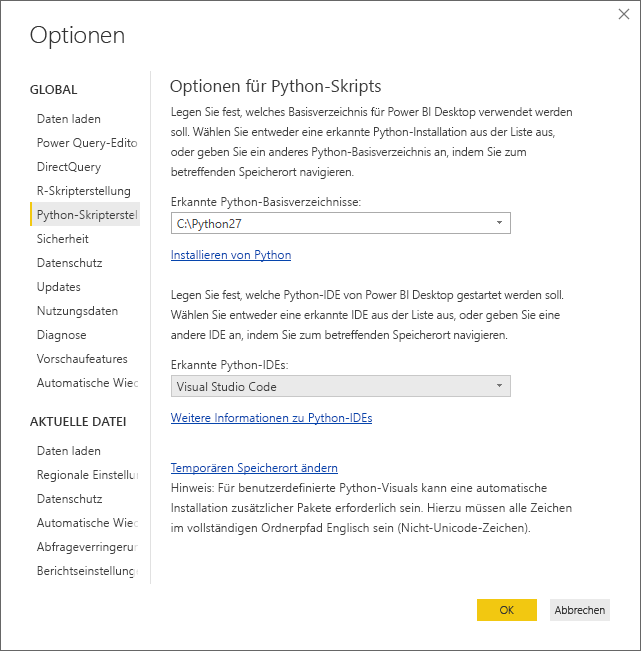 Optionen
GLOBAL
Daten laden
Power Query-Edito
DirectQuery
R-Skripterstellung
Python-Skripterstel
Sicherheit
Datenschutz
Updates
Nutzungsdaten
Diagnose
Vorschaufeatures
Automatische Wied
AKTUELLE DATEI
Daten laden
Regionale Einstellu
Datenschutz
Automatische Wied
Abfrageverringeru
Berichtseinstellung
Optionen für Python-Skripts
Legen Sie fest, welches Basisverzeichnis für Power BI Desktop verwendet werden
soll. Wählen Sie entweder eine erkannte Python-Installation aus der Liste aus,
oder geben Sie ein anderes Python-Basisverzeichnis an, indem Sie zum
betreffenden Speicherort navigieren.
Erkannte Python-Basisverzeichnisse:
C:\Python27
Installieren von Python
Legen Sie fest, welche Python-IDE von Power BI Desktop gestartet werden soll.
Wählen Sie entweder eine erkannte IDE aus der Liste aus, oder geben Sie eine
andere IDE an, indem Sie zum betreffenden Speicherort navigieren.
Erkannte Python-IDEs:
Visual Studio Code
Weitere Informationen zu Python-IDEs
Temporären Speicherort ändern
Hinweis: Für benutzerdefinierte Python-Visuals kann eine automatische
Installation zusätzlicher Pakete erforderlich sein. Hierzu müssen alle Zeichen
im vollständigen Ordnerpfad Englisch sein (Nicht-Unicode-Zeichen).
OK
Abbrechen